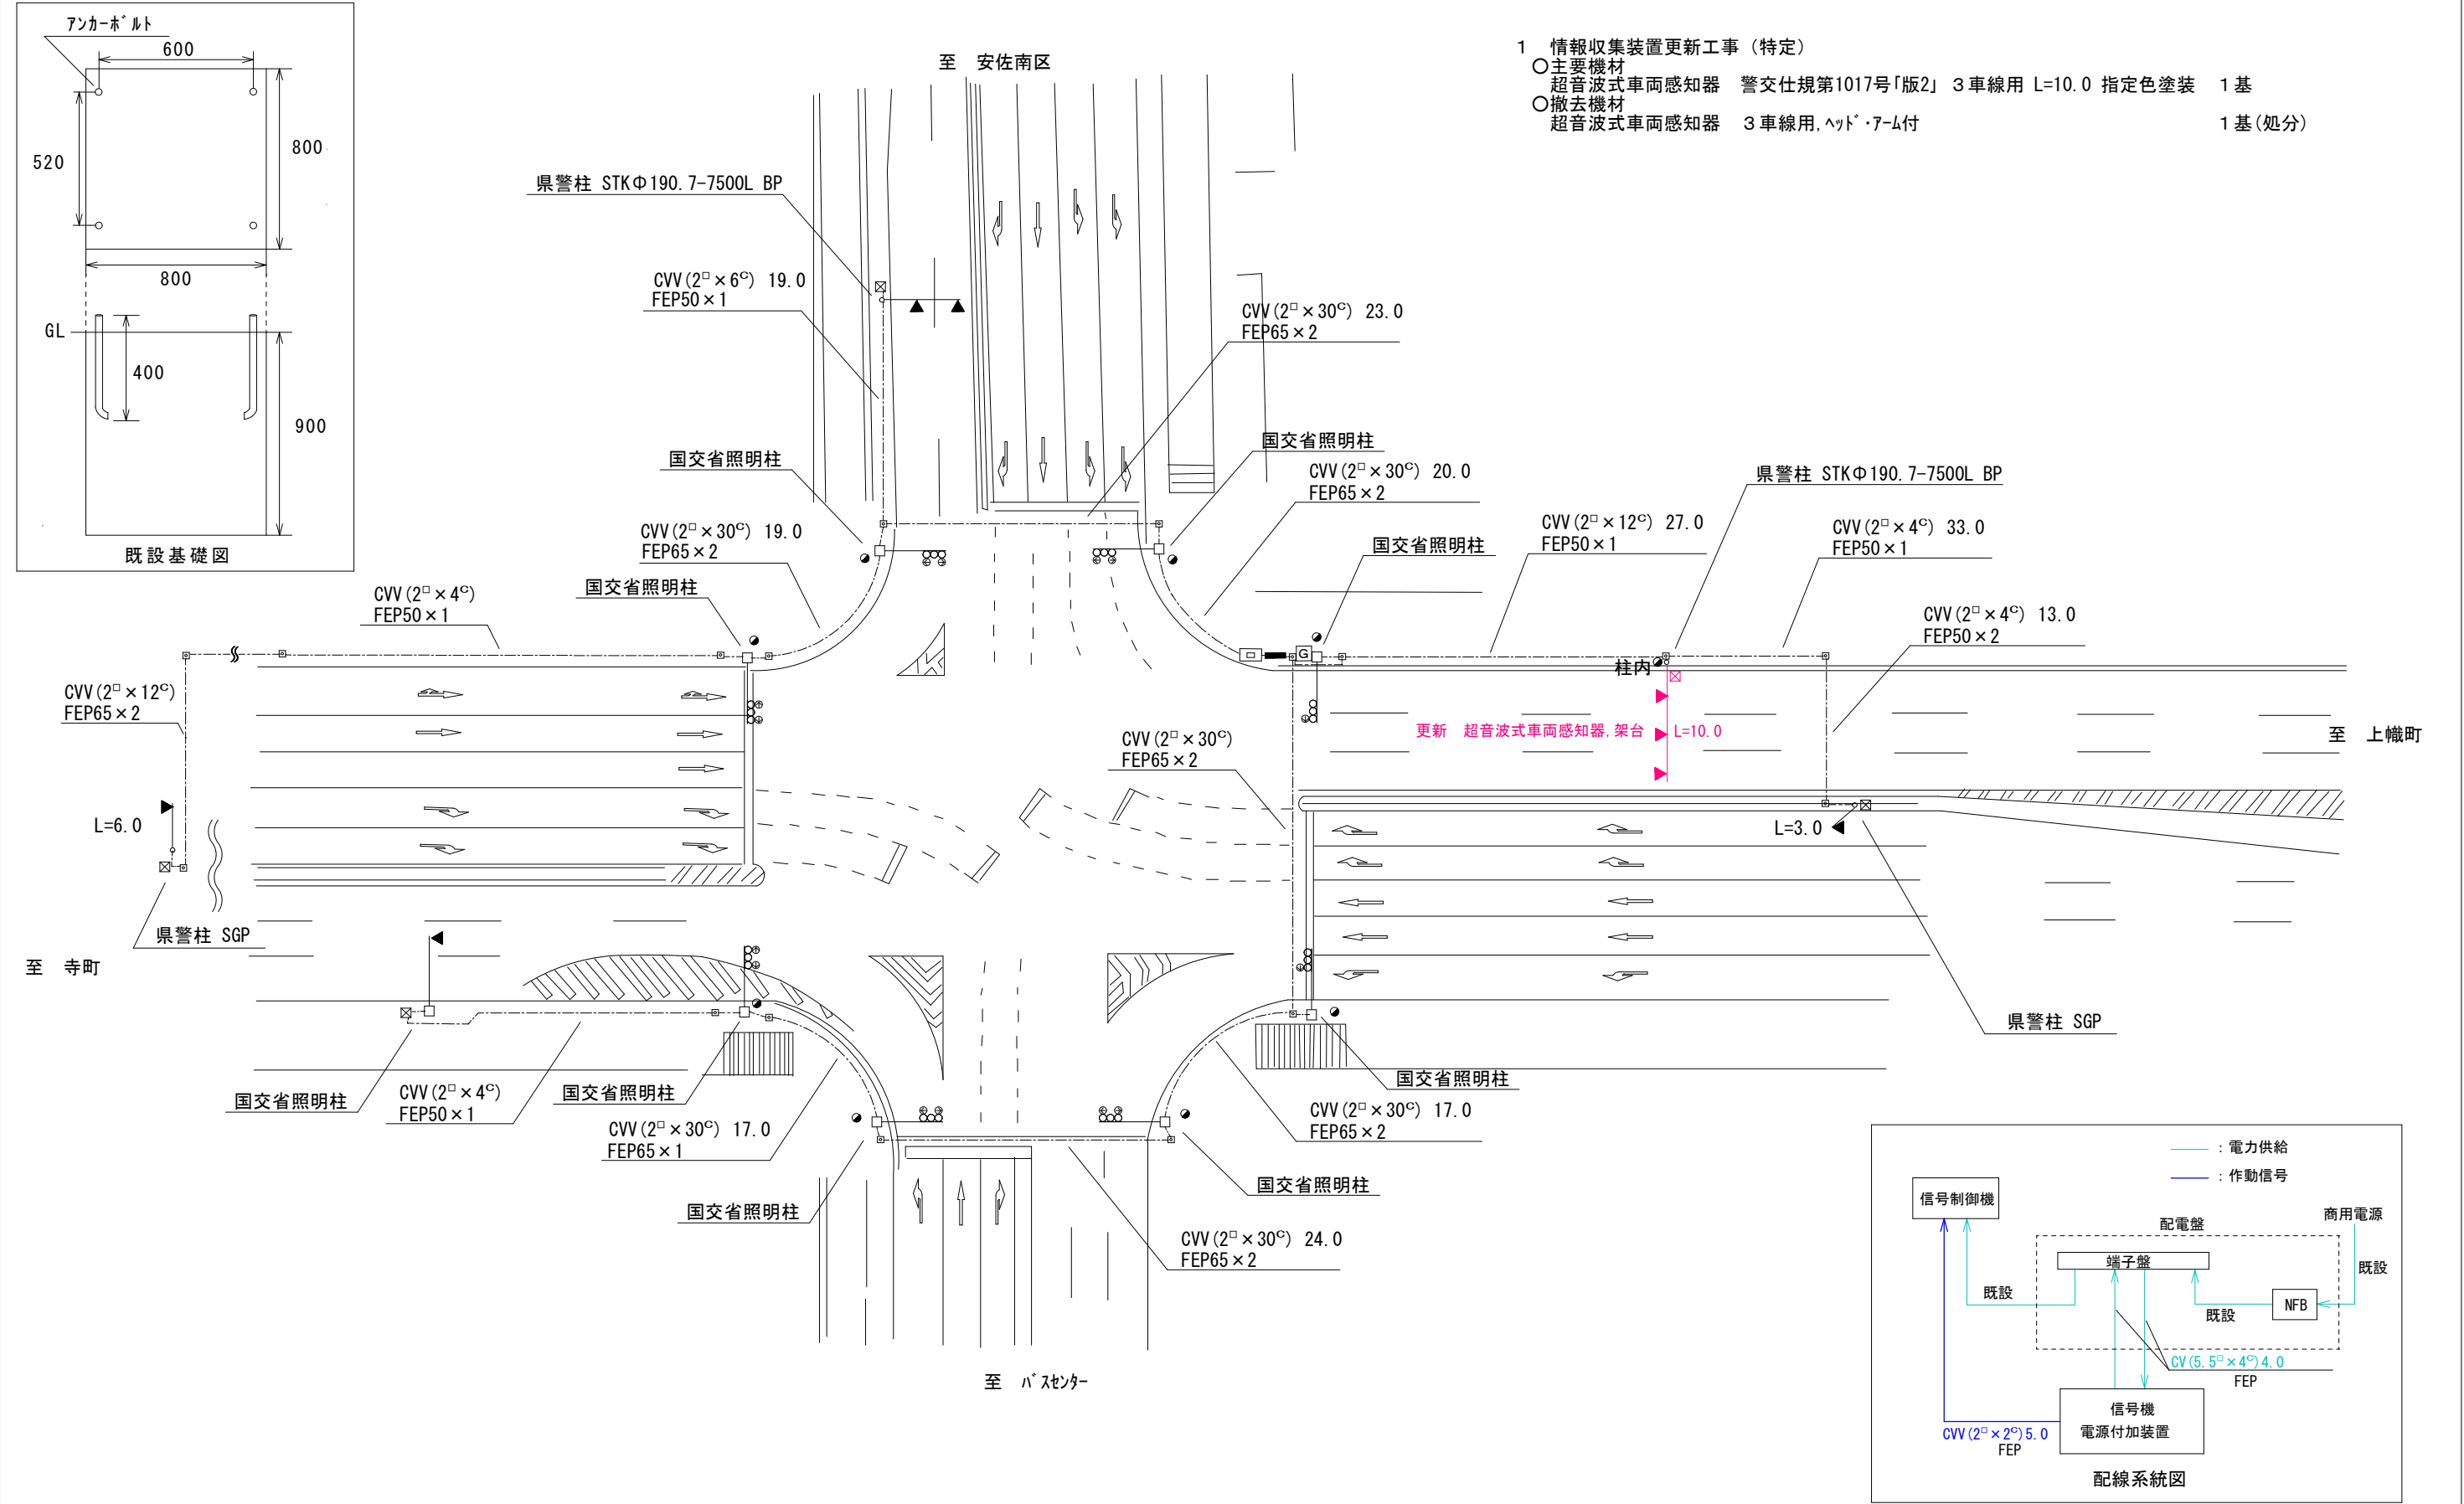 アンカーボルト
600
520
800
800
GL
400
900
既設基礎図
至　安佐南区
1　情報収集装置更新工事（特定）
○主要機材
超音波式車両感知器　警交仕規第1017号｢版2｣　３車線用 L=10.0 指定色塗装　１基
○撤去機材
超音波式車両感知器　３車線用,ヘッド・アーム付　１基(処分)
県警柱 STKΦ190.7-7500L BP
CVV(2□×6C) 19.0
FEP50×1
CVV(2□×30C) 23.0
FEP65×2
国交省照明柱
国交省照明柱
CVV(2□×30C) 20.0
FEP65×2
県警柱 STKΦ190.7-7500L BP
CVV(2□×30C) 19.0
FEP65×2
CVV(2□×12C) 27.0
FEP50×1
CVV(2□×4C) 33.0
FEP50×1
国交省照明柱
国交省照明柱
CVV(2□×4C)
FEP50×1
CVV(2□×4C) 13.0
FEP50×2
G
柱内
CVV(2□×12C)
FEP65×2
更新　超音波式車両感知器,架台
L=10.0
至　上幟町
CVV(2□×30C)
FEP65×2
L=6.0
L=3.0
県警柱 SGP
至　寺町
県警柱 SGP
国交省照明柱
CVV(2□×4C)
FEP50×1
国交省照明柱
国交省照明柱
CVV(2□×30C) 17.0
FEP65×1
CVV(2□×30C) 17.0
FEP65×2
国交省照明柱
国交省照明柱
CVV(2□×30C) 24.0
FEP65×2
至　バスセンター
：電力供給
：作動信号
信号制御機
配電盤
商用電源
端子盤
既設
既設
既設
NFB
CV(5.5□×4C)4.0
FEP
信号機
電源付加装置
CVV(2□×2C)5.0
FEP
配線系統図